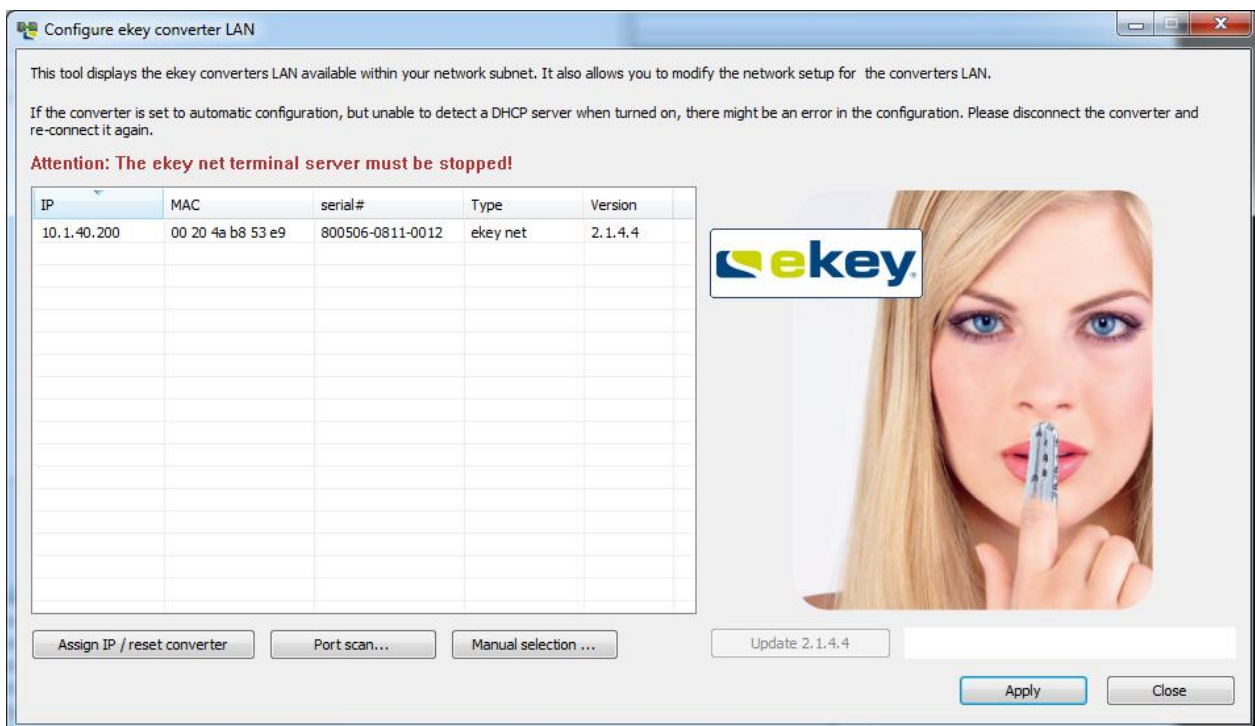 Configure ekey converter LAN
This tool displays the ekey converters LAN available within your network subnet. It also allows you to modify the network setup for the converters LAN.
If the converter is set to automatic configuration, but unable to detect a DHCP server when turned on, there might be an error in the configuration. Please disconnect the converter and
re-connect it again.
Attention: The ekey net terminal server must be stopped!
IP MAC serial# Type Version
10.1.40.200 00 20 4a b8 53 e9 800506-0811-0012 ekey net 2.1.4.4
ekey®
Assign IP / reset converter Port scan... Manual selection ... Update 2.1.4.4
Apply Close